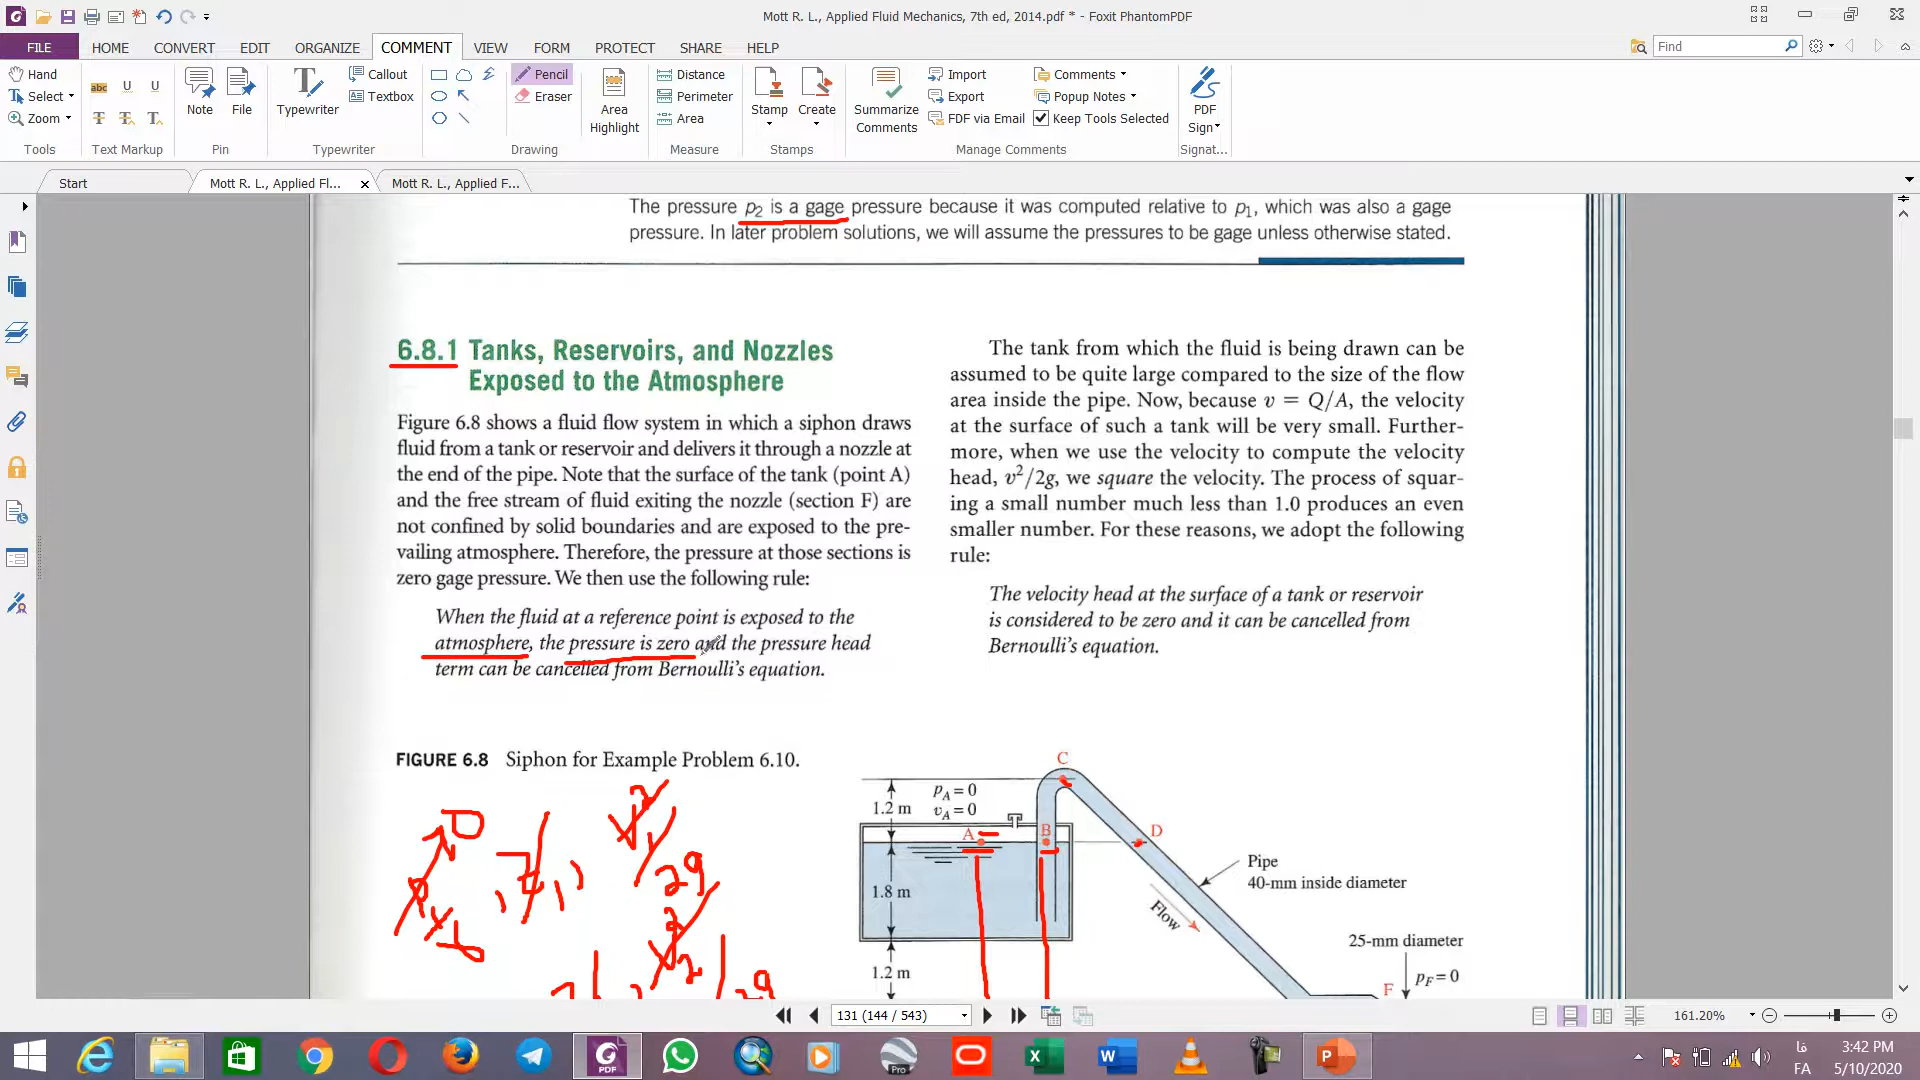 Mott R. L., Applied Fluid Mechanics, 7th ed, 2014.pdf * - Foxit PhantomPDF
FILE HOME CONVERT EDIT ORGANIZE COMMENT VIEW FORM PROTECT SHARE HELP
Find
Hand
Select
Zoom
Tools
abc U U
T T T
Text Markup
Note
File
Pin
Typewriter
Callout
Textbox
Typewriter
Pencil
Eraser
Drawing
Area Highlight
Distance
Perimeter
Area
Measure
Stamp
Create
Stamps
Summarize Comments
Import
Export
FDF via Email
Comments
Popup Notes
Keep Tools Selected
Manage Comments
PDF Sign
Signat...
Start
Mott R. L., Applied Fl...
Mott R. L., Applied F...
The pressure p2 is a gage pressure because it was computed relative to p1, which was also a gage
pressure. In later problem solutions, we will assume the pressures to be gage unless otherwise stated.
6.8.1 Tanks, Reservoirs, and Nozzles
Exposed to the Atmosphere
Figure 6.8 shows a fluid flow system in which a siphon draws
fluid from a tank or reservoir and delivers it through a nozzle at
the end of the pipe. Note that the surface of the tank (point A)
and the free stream of fluid exiting the nozzle (section F) are
not confined by solid boundaries and are exposed to the pre-
vailing atmosphere. Therefore, the pressure at those sections is
zero gage pressure. We then use the following rule:
When the fluid at a reference point is exposed to the
atmosphere, the pressure is zero and the pressure head
term can be cancelled from Bernoulli's equation.
The tank from which the fluid is being drawn can be
assumed to be quite large compared to the size of the flow
area inside the pipe. Now, because v = Q/A, the velocity
at the surface of such a tank will be very small. Further-
more, when we use the velocity to compute the velocity
head, v²/2g, we square the velocity. The process of squar-
ing a small number much less than 1.0 produces an even
smaller number. For these reasons, we adopt the following
rule:
The velocity head at the surface of a tank or reservoir
is considered to be zero and it can be cancelled from
Bernoulli's equation.
FIGURE 6.8 Siphon for Example Problem 6.10.
C
1.2 m
pA = 0
vA = 0
A
B
D
1.8 m
Pipe
40-mm inside diameter
Flow
25-mm diameter
1.2 m
pF = 0
F
131 (144 / 543)
161.20%
PDF
Pro
فا
FA
3:42 PM
5/10/2020